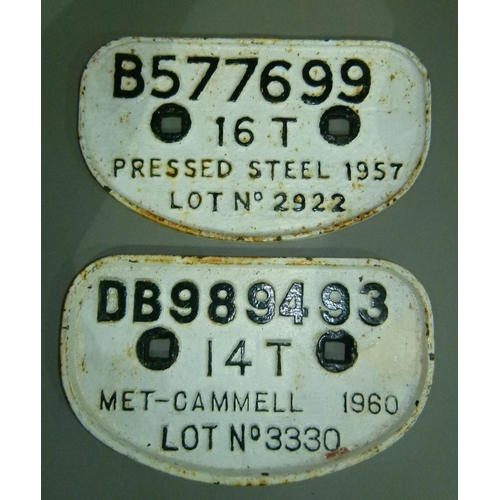 B577699
16 T
PRESSED STEEL 1957
LOT Nº 2922
DB989493
14 T
MET-CAMMELL 1960
LOT Nº3330